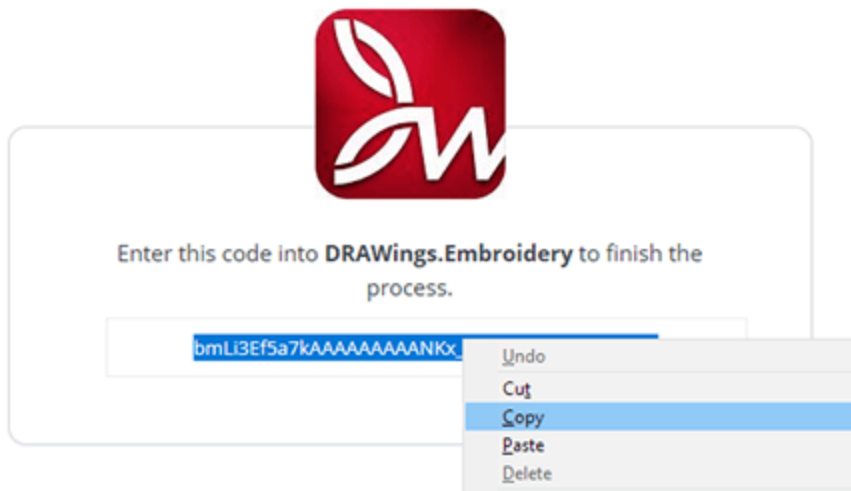 Enter this code into DRAWings.Embroidery to finish the
process.
bmLi3Ef5a7kAAAAAAAAANKx_
Undo
Cut
Copy
Paste
Delete